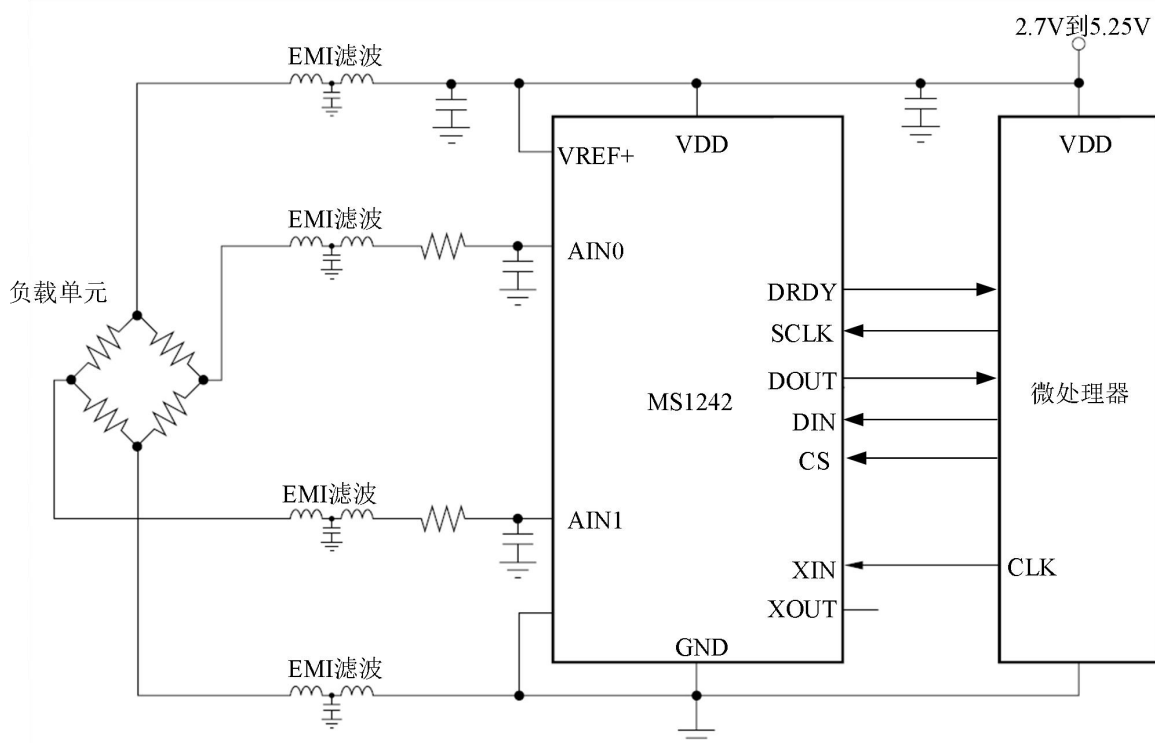 2.7V到5.25V
EMI滤波
VDD
VDD
VREF+
EMI滤波
AIN0
负载单元
DRDY
SCLK
DOUT
MS1242
微处理器
DIN
CS
EMI滤波
AIN1
XIN
CLK
XOUT
GND
EMI滤波